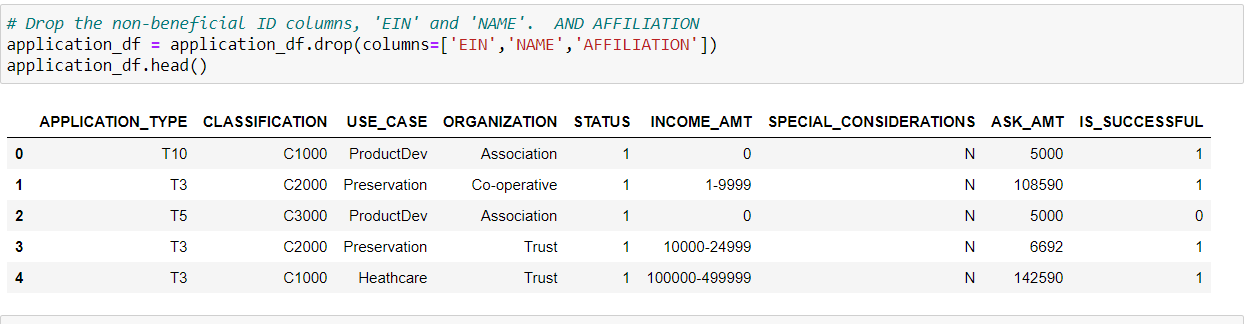 # Drop the non-beneficial ID columns, 'EIN' and 'NAME'.  AND AFFILIATION
application_df = application_df.drop(columns=['EIN','NAME','AFFILIATION'])
application_df.head()
APPLICATION_TYPE CLASSIFICATION USE_CASE ORGANIZATION STATUS INCOME_AMT SPECIAL_CONSIDERATIONS ASK_AMT IS_SUCCESSFUL
0 T10 C1000 ProductDev Association 1 0 N 5000 1
1 T3 C2000 Preservation Co-operative 1 1-9999 N 108590 1
2 T5 C3000 ProductDev Association 1 0 N 5000 0
3 T3 C2000 Preservation Trust 1 10000-24999 N 6692 1
4 T3 C1000 Heathcare Trust 1 100000-499999 N 142590 1